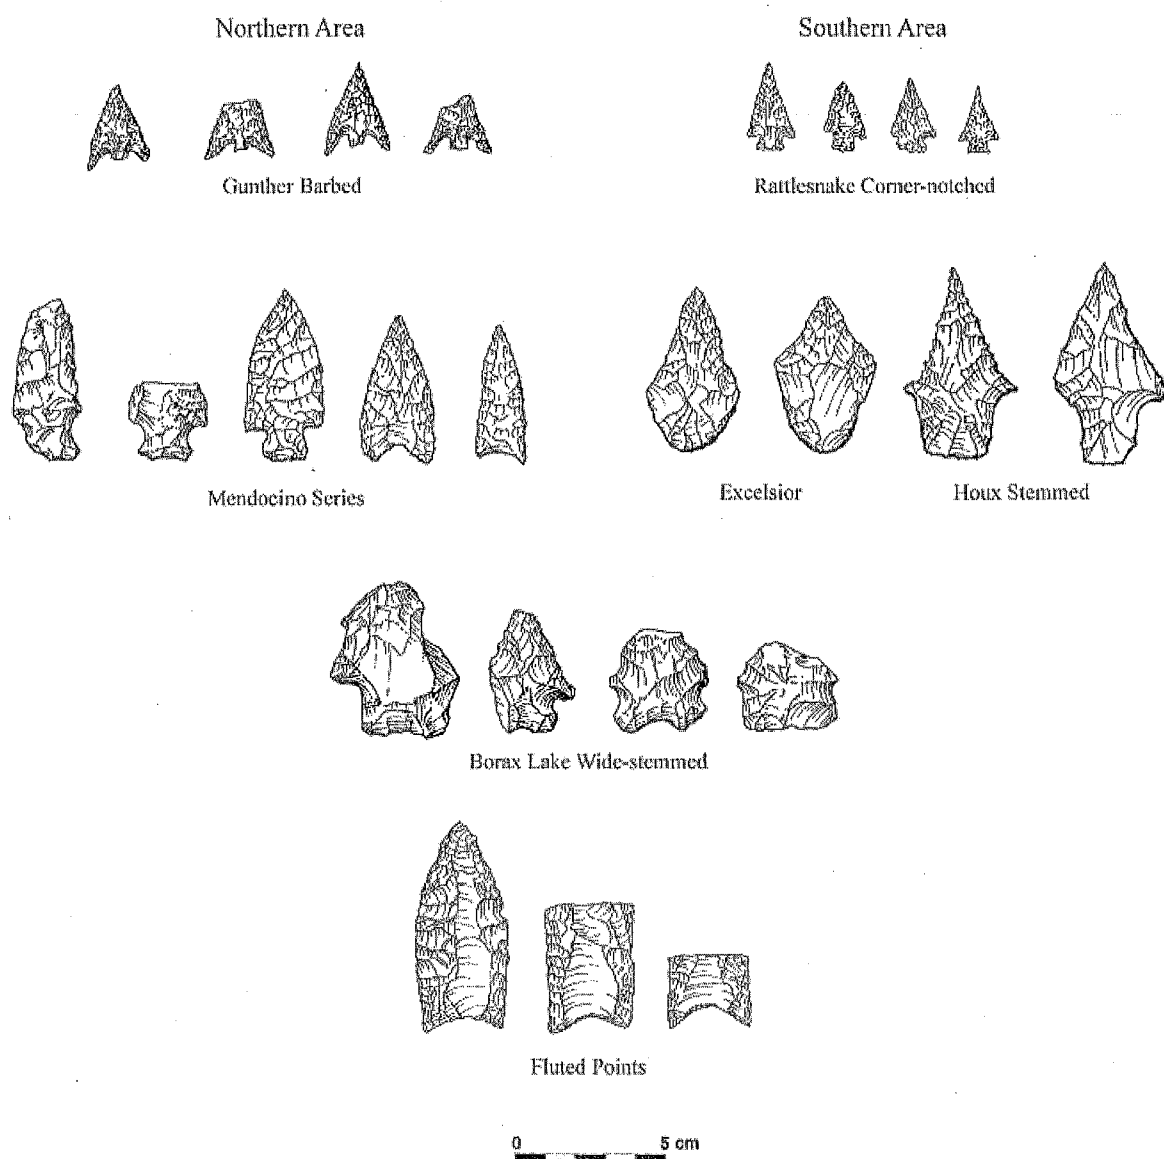 Northern Area
Southern Area
Gunther Barbed
Rattlesnake Corner-notched
Mendocino Series
Excelsior
Houx Stemmed
Borax Lake Wide-stemmed
Fluted Points
0
5 cm